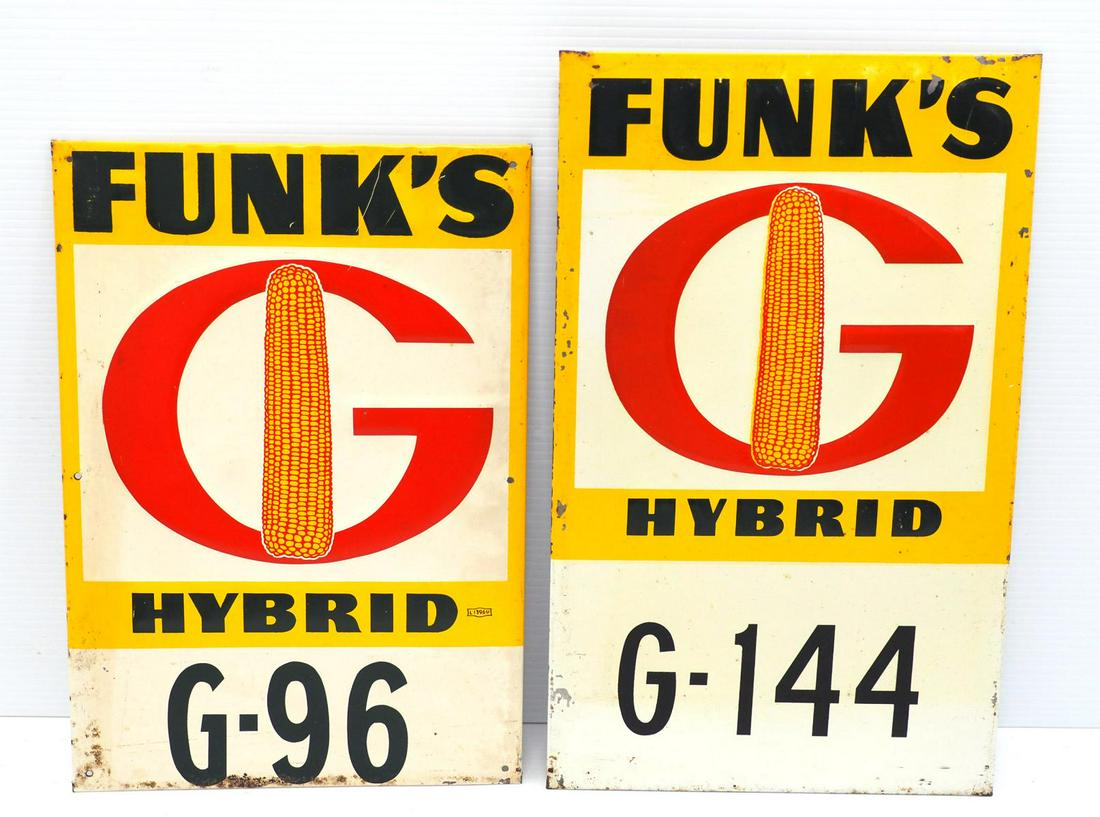 FUNK'S
G
HYBRID
G-96
FUNK'S
G
HYBRID
G-144